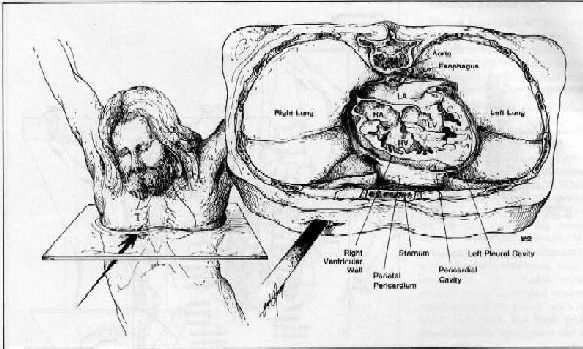 Aorta
Esophagus
LA
Right Lung
RA
Left Lung
RV
Right
Ventricular
Wall
Parietal
Pericardium
Sternum
Pericardial
Cavity
Left Pleural Cavity